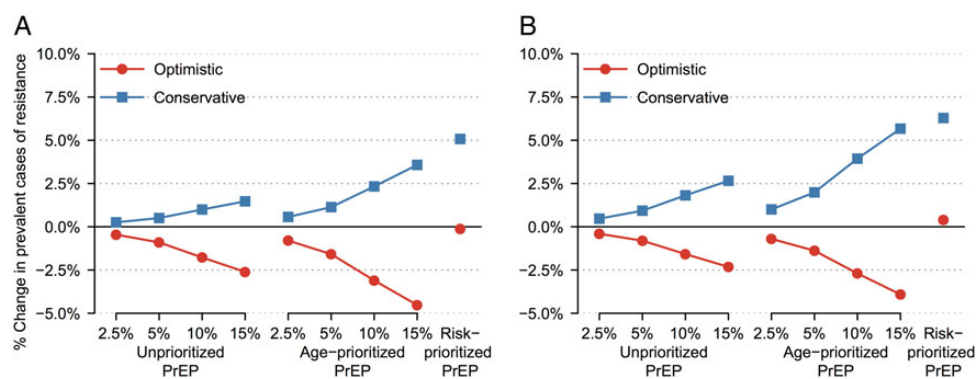 A
% Change in prevalent cases of resistance
10.0%
7.5%
5.0%
2.5%
0.0%
−2.5%
−5.0%
Optimistic
Conservative
2.5% 5% 10% 15% 2.5% 5% 10% 15% Risk−
Unprioritized Age−prioritized prioritized
PrEP PrEP PrEP
B
10.0%
7.5%
5.0%
2.5%
0.0%
−2.5%
−5.0%
Optimistic
Conservative
2.5% 5% 10% 15% 2.5% 5% 10% 15% Risk−
Unprioritized Age−prioritized prioritized
PrEP PrEP PrEP